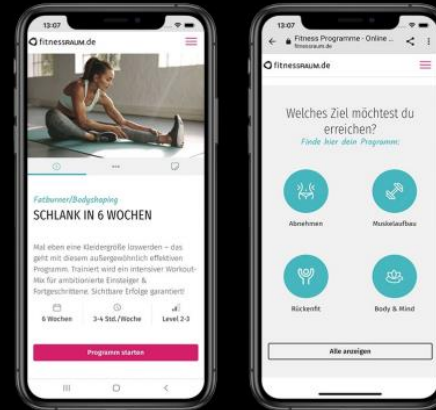 13:07
fitnessRAUM.de
Fatburner/Bodyshaping
SCHLANK IN 6 WOCHEN
Mal eben eine Kleidergröße loswerden – das
geht mit diesem außergewöhnlich effektiven
Programm. Trainiert wird ein intensiver Workout-
Mix für ambitionierte Einsteiger &
Fortgeschrittene. Sichtbare Erfolge garantiert!
6 Wochen
3-4 Std./Woche
Level 2-3
Programm starten
13:07
Fitness Programme - Online ...
fitnessraum.de
fitnessRAUM.de
Welches Ziel möchtest du
erreichen?
Finde hier dein Programm:
Abnehmen
Muskelaufbau
Rückenfit
Body & Mind
Alle anzeigen